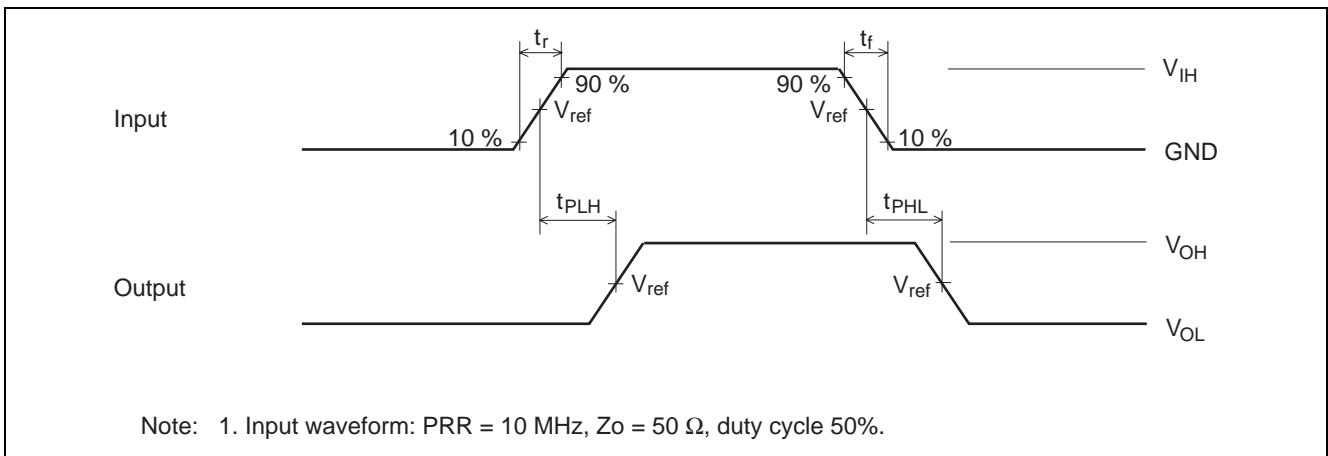 tr tf
VIH
90 % 90 %
Input Vref Vref
10 % 10 %
GND
tPLH tPHL
VOH
Output Vref Vref
VOL
Note: 1. Input waveform: PRR = 10 MHz, Zo = 50 Ω, duty cycle 50%.